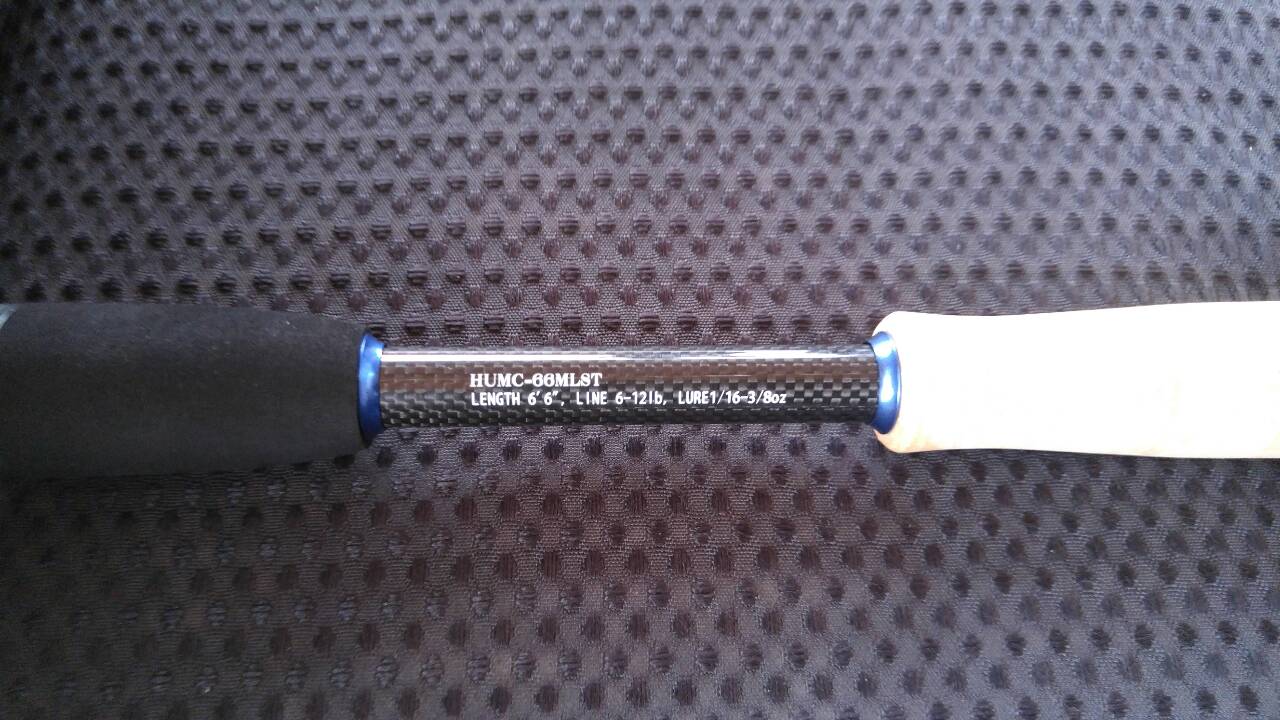 HUMC-66MLST
LENGTH 6'6", LINE 6-12lb, LURE1/16-3/8oz